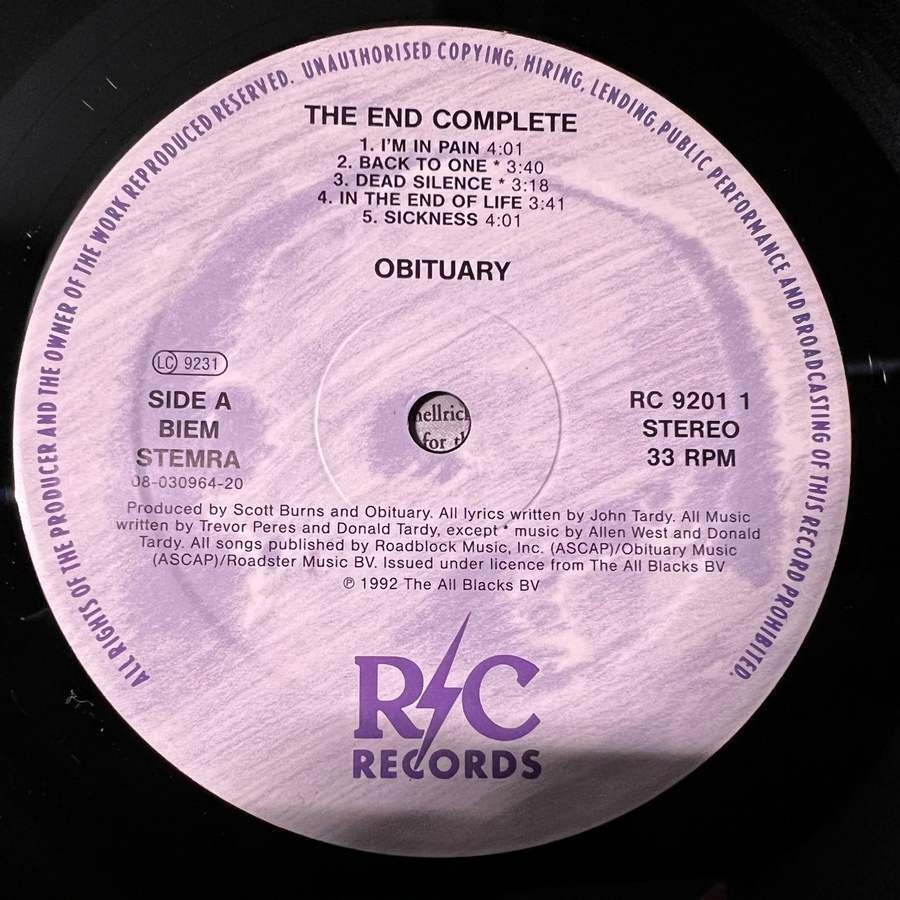 ALL RIGHTS OF THE PRODUCER AND THE OWNER OF THE WORK REPRODUCED RESERVED. UNAUTHORISED COPYING, HIRING, LENDING, PUBLIC PERFORMANCE AND BROADCASTING OF THIS RECORD PROHIBITED.
THE END COMPLETE
1. I'M IN PAIN 4:01
2. BACK TO ONE * 3:40
3. DEAD SILENCE * 3:18
4. IN THE END OF LIFE 3:41
5. SICKNESS 4:01
OBITUARY
LC 9231
SIDE A
BIEM
STEMRA
08-030964-20
RC 9201 1
STEREO
33 RPM
for
Produced by Scott Burns and Obituary. All lyrics written by John Tardy. All Music
written by Trevor Peres and Donald Tardy, except * music by Allen West and Donald
Tardy. All songs published by Roadblock Music, Inc. (ASCAP)/Obituary Music
(ASCAP)/Roadster Music BV. Issued under licence from The All Blacks BV
℗ 1992 The All Blacks BV
R C
RECORDS